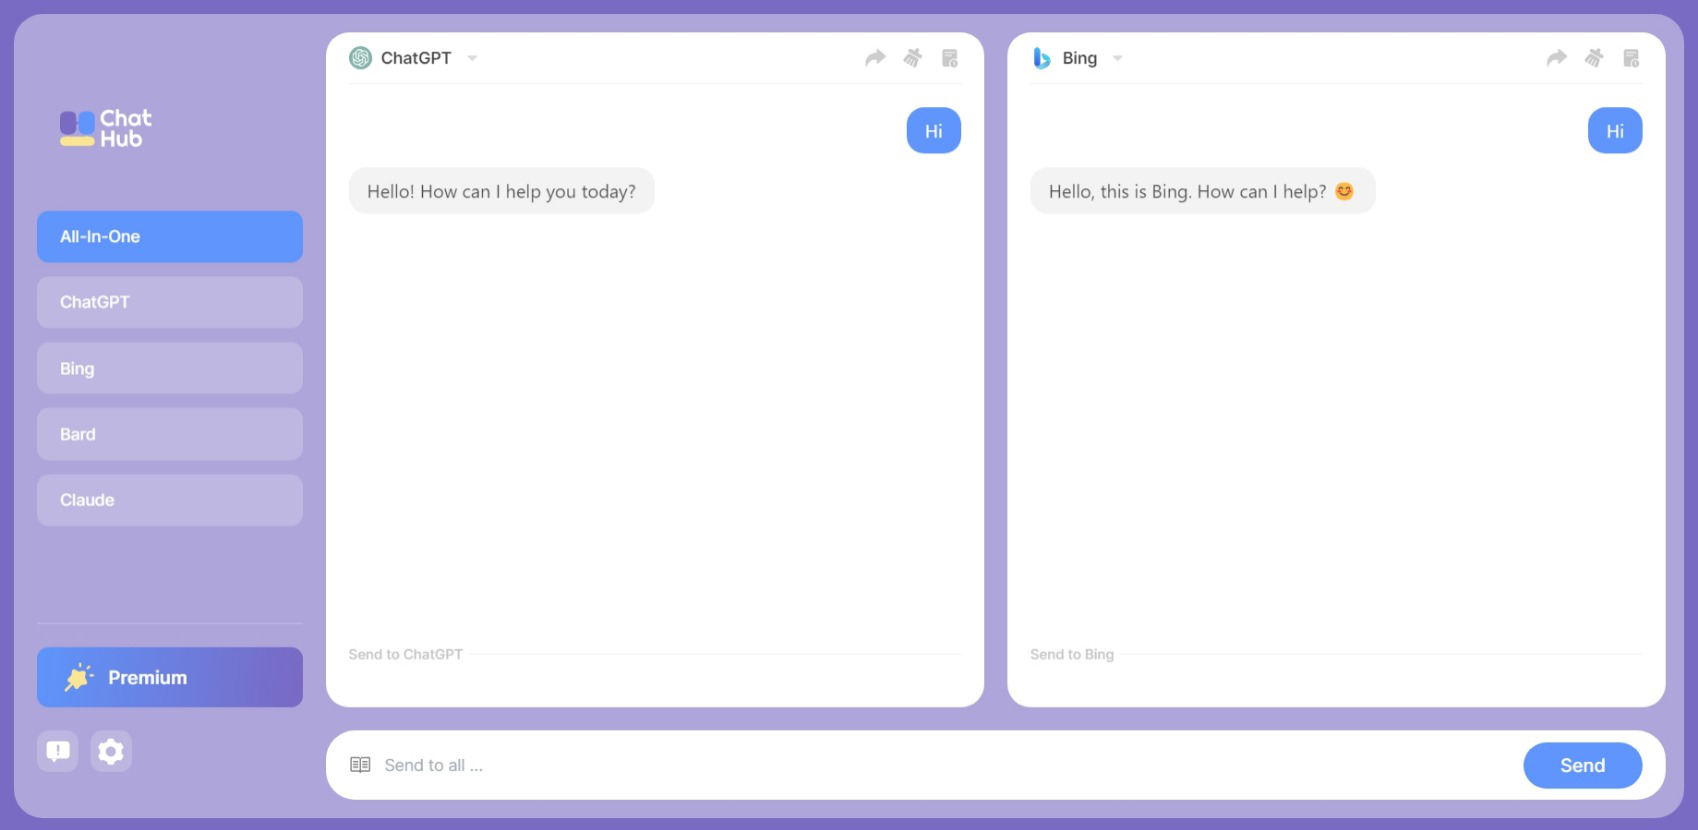 Chat
Hub
All-In-One
ChatGPT
Bing
Bard
Claude
Premium
ChatGPT
Hi
Hello! How can I help you today?
Send to ChatGPT
Bing
Hi
Hello, this is Bing. How can I help? 😊
Send to Bing
Send to all ...
Send